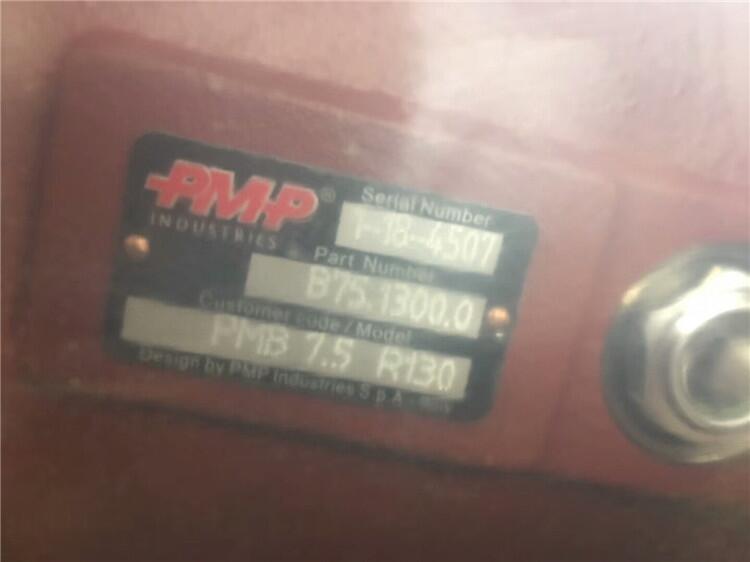 PMP®
INDUSTRIES
Serial Number
1-18-4507
Part Number
B75.1300.0
Customer code / Model
PMB 7.5 R130
Design by PMP Industries S.p.A - Italy